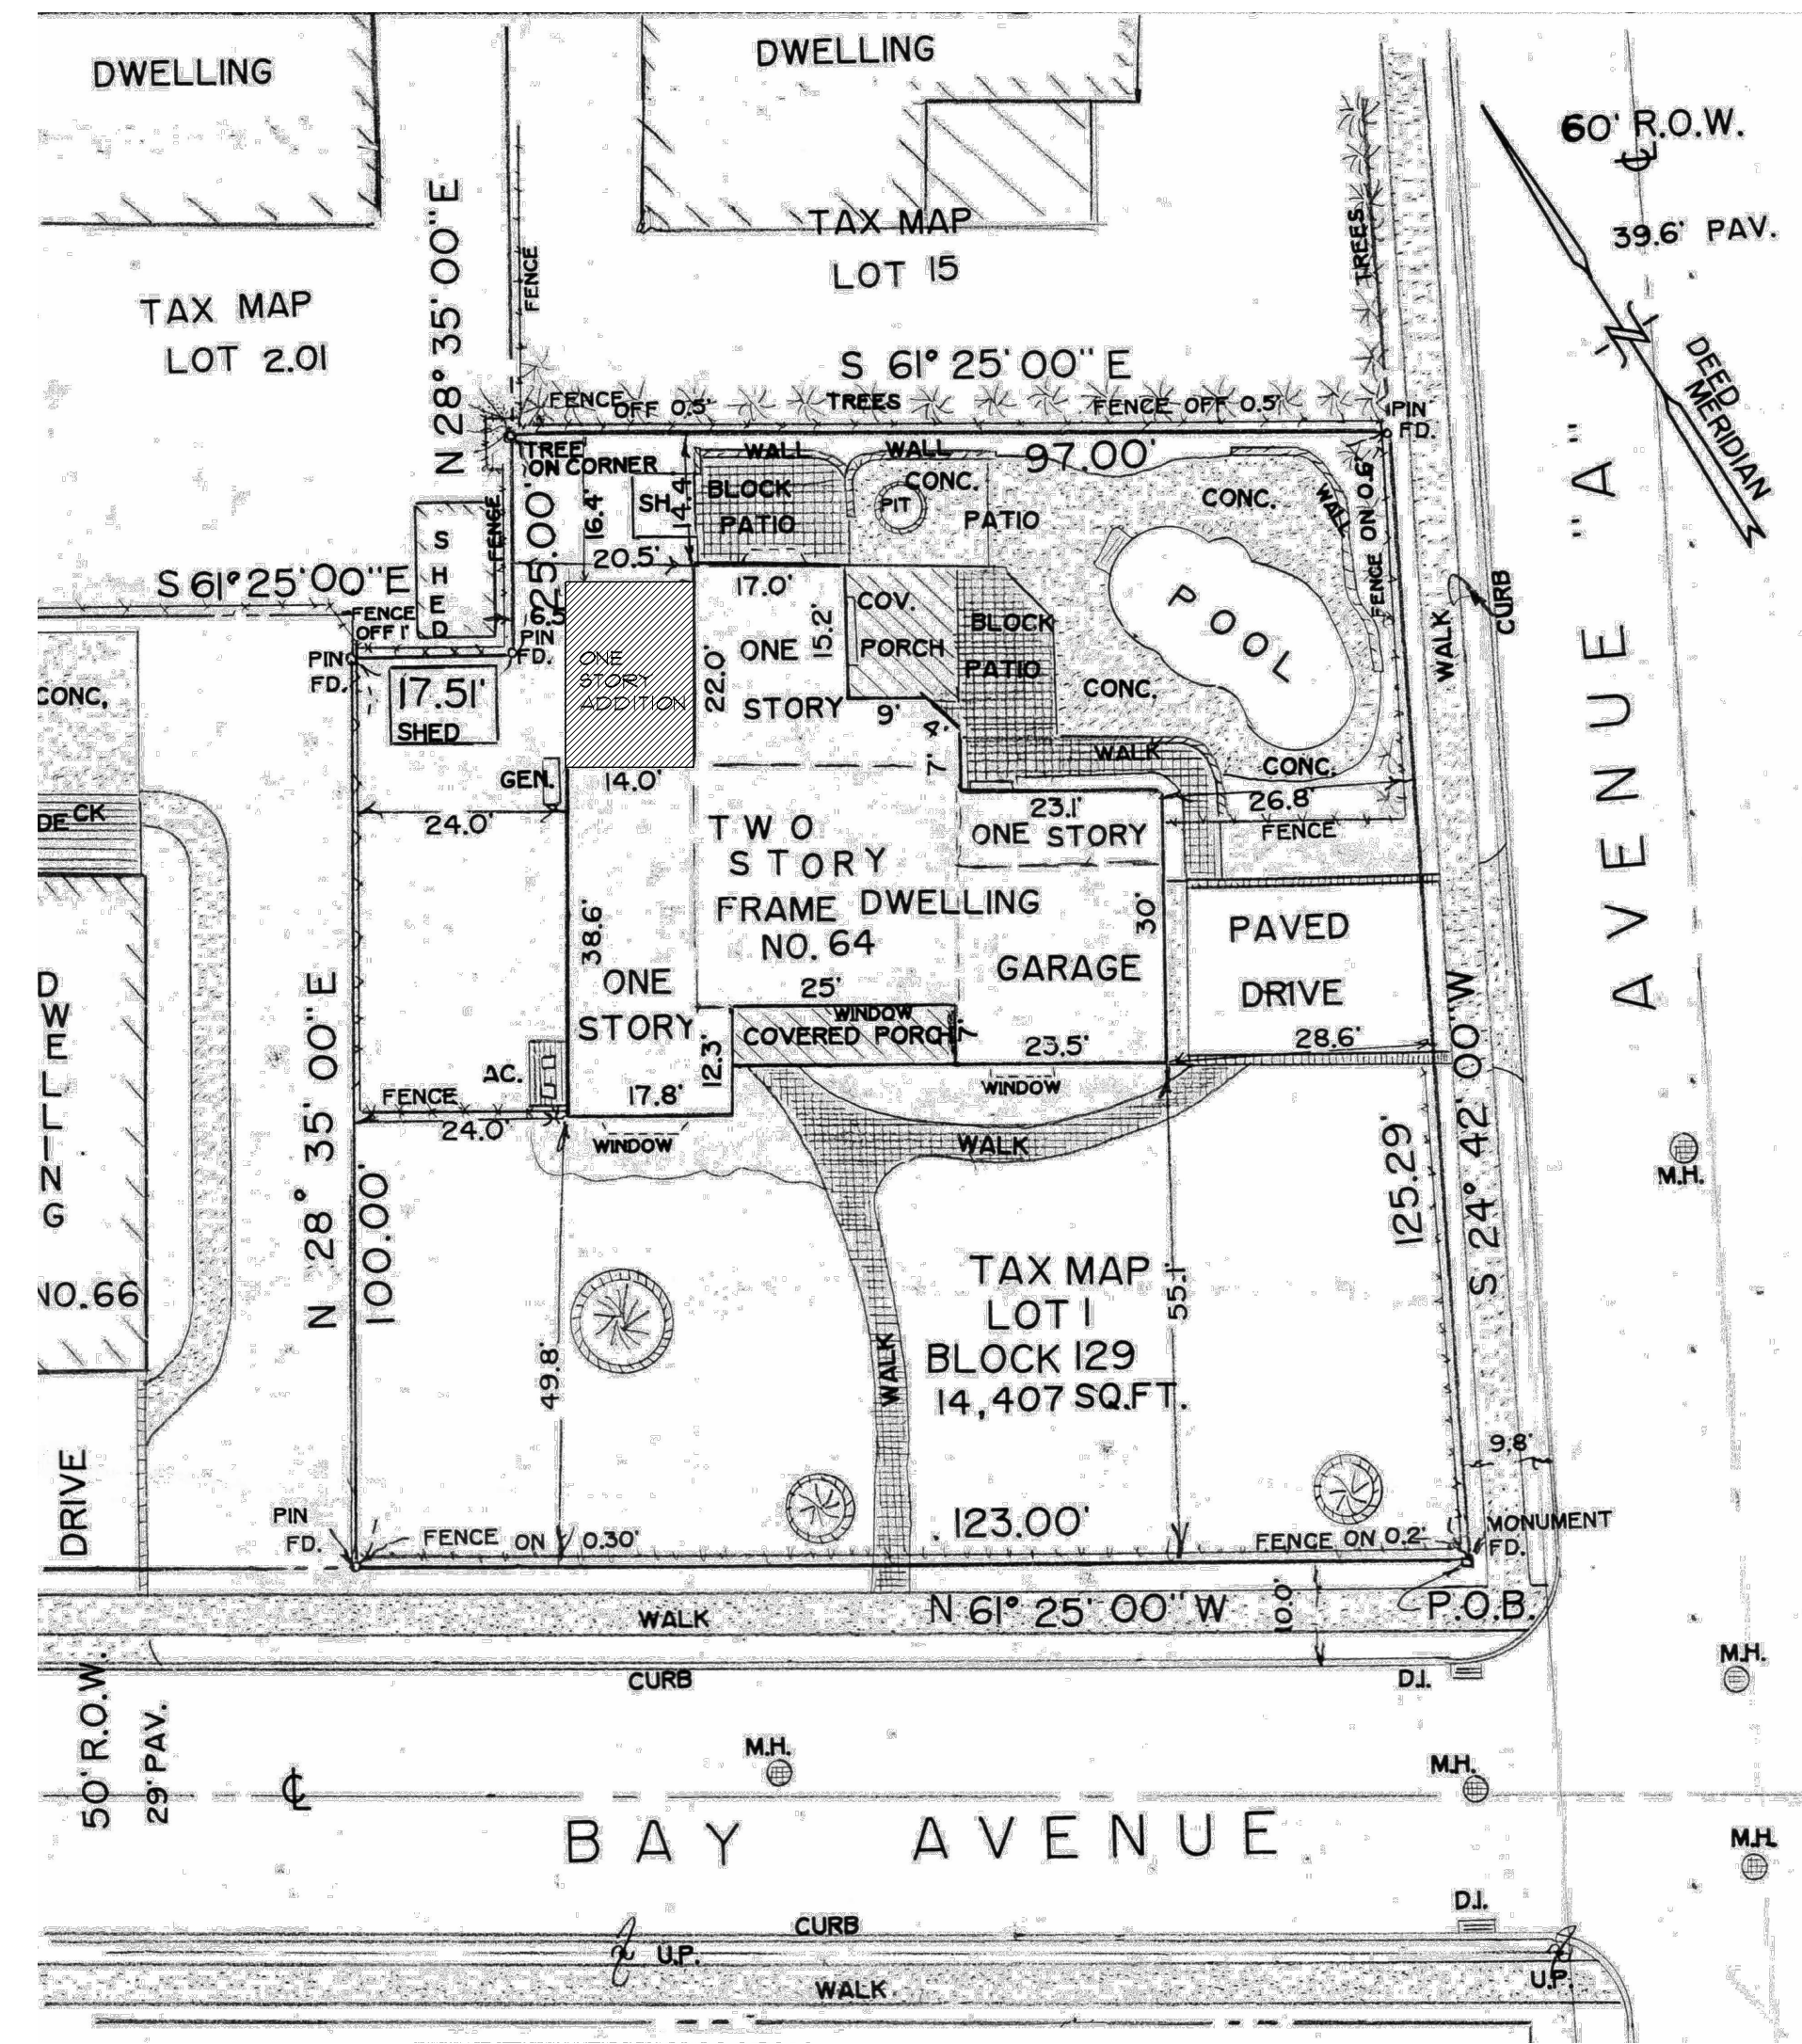 DWELLING
DWELLING
60' R.O.W.
℄
39.6' PAV.
TAX MAP
LOT 15
TREES
FENCE
N 28° 35' 00" E
TAX MAP
LOT 2.01
DEED
MERIDIAN
S 61° 25' 00" E
FENCE OFF 0.5'
TREES
FENCE OFF 0.5'
PIN
FD.
TREE
ON CORNER
WALL
WALL
97.00'
CONC.
BLOCK
PATIO
SH.
14.4'
16.4'
PIT
PATIO
CONC.
WALL
FENCE ON 0.6'
AVENUE "A"
S 61° 25' 00" E
SHED
FENCE
25.00'
20.5'
17.0'
COV.
PORCH
15.2'
BLOCK
PATIO
POOL
WALK
CURB
FENCE
OFF 1'
6.5'
PIN
FD.
PIN
FD.
ONE
STORY
ADDITION
22.0'
ONE
STORY
CONC.
17.51'
SHED
CONC.
9'
4'
7'
WALK
CONC.
GEN.
14.0'
26.8'
23.1'
FENCE
DECK
24.0'
TWO
STORY
FRAME DWELLING
NO. 64
ONE STORY
38.6'
30'
GARAGE
PAVED
DRIVE
ONE
STORY
25'
WINDOW
COVERED PORCH
7'
23.5'
28.6'
12.3'
17.8'
WINDOW
AC.
FENCE
24.0'
WINDOW
WALK
DWELLING
NO. 66
N 28° 35' 00" E
100.00'
125.29'
S 24° 42' 00" W
M.H.
TAX MAP
LOT 1
BLOCK 129
14,407 SQ.FT.
55.1'
49.8'
WALK
DRIVE
9.8'
PIN
FD.
FENCE ON 0.30'
123.00'
FENCE ON 0.2'
MONUMENT
FD.
N 61° 25' 00" W
10.0'
P.O.B.
WALK
CURB
D.I.
M.H.
50' R.O.W.
29' PAV.
℄
M.H.
M.H.
BAY AVENUE
M.H.
D.I.
CURB
U.P.
U.P.
WALK